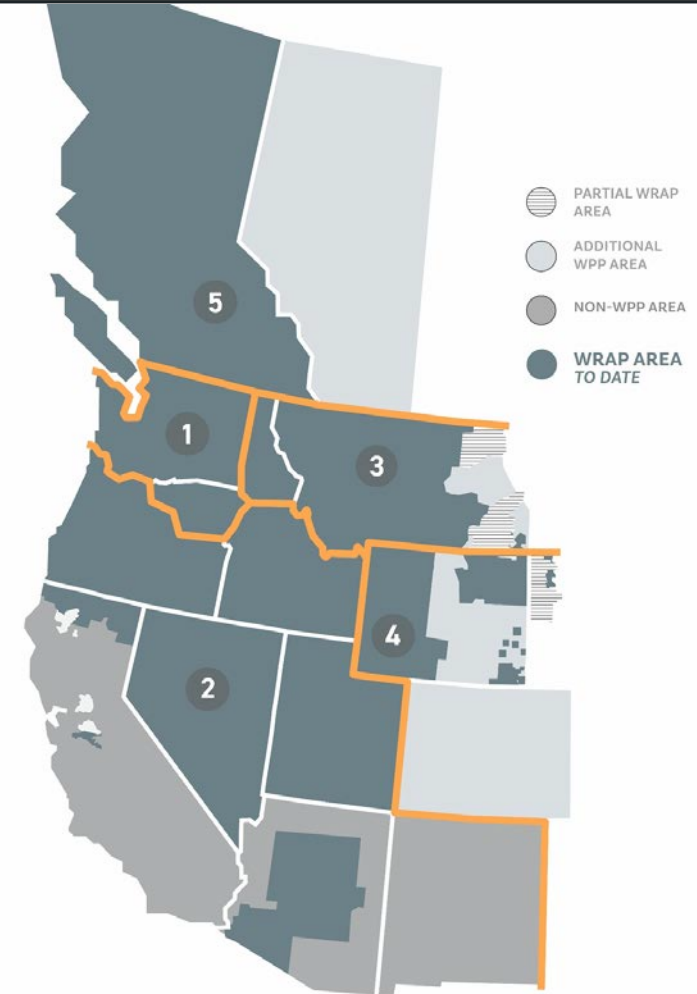 PARTIAL WRAP
AREA
ADDITIONAL
WPP AREA
NON-WPP AREA
WRAP AREA
TO DATE
5
1
3
4
2